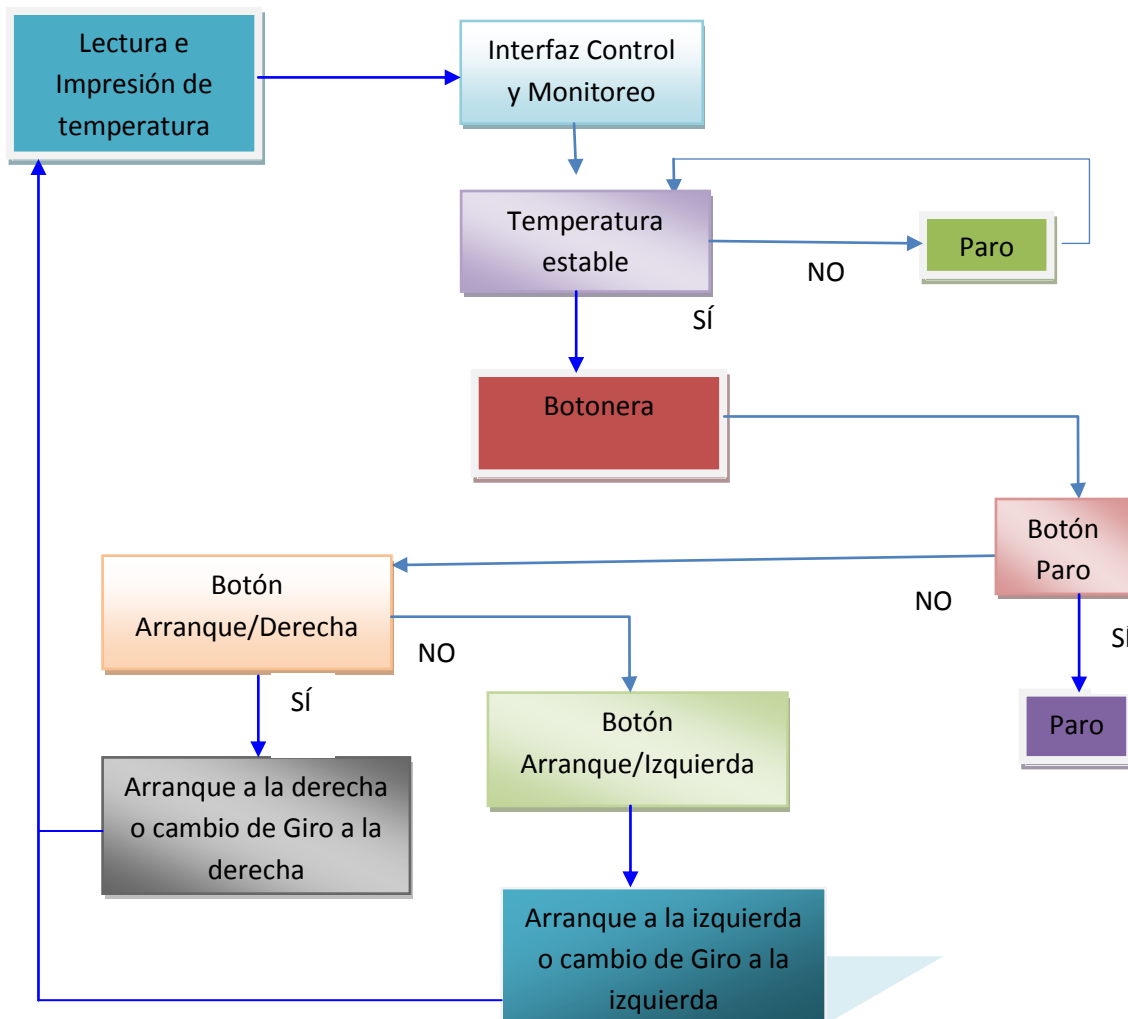 Lectura e
Impresión de
temperatura
Interfaz Control
y Monitoreo
Temperatura
estable
NO
Paro
SÍ
Botonera
Botón
Paro
NO
SÍ
Paro
Botón
Arranque/Derecha
NO
SÍ
Botón
Arranque/Izquierda
Arranque a la derecha
o cambio de Giro a la
derecha
Arranque a la izquierda
o cambio de Giro a la
izquierda